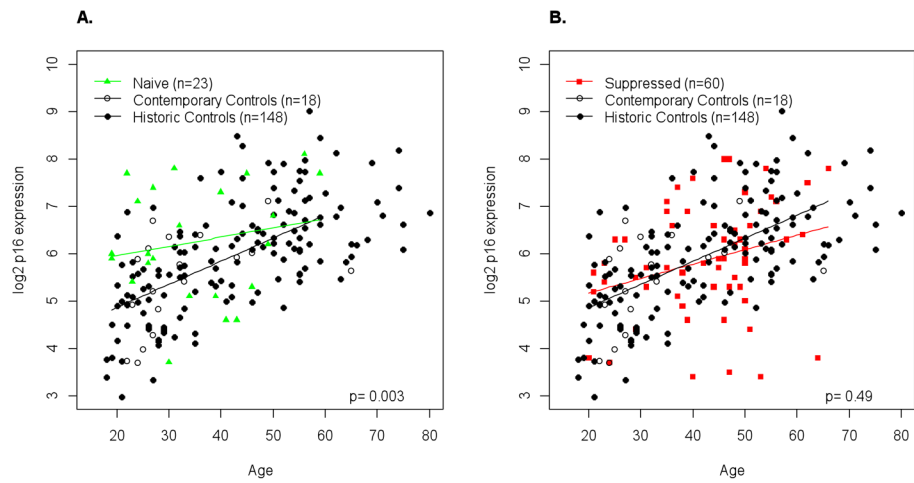 A.
10
9
8
7
6
5
4
3
log2 p16 expression
Naive (n=23)
Contemporary Controls (n=18)
Historic Controls (n=148)
p= 0.003
20 30 40 50 60 70 80
Age
B.
10
9
8
7
6
5
4
3
log2 p16 expression
Suppressed (n=60)
Contemporary Controls (n=18)
Historic Controls (n=148)
p= 0.49
20 30 40 50 60 70 80
Age